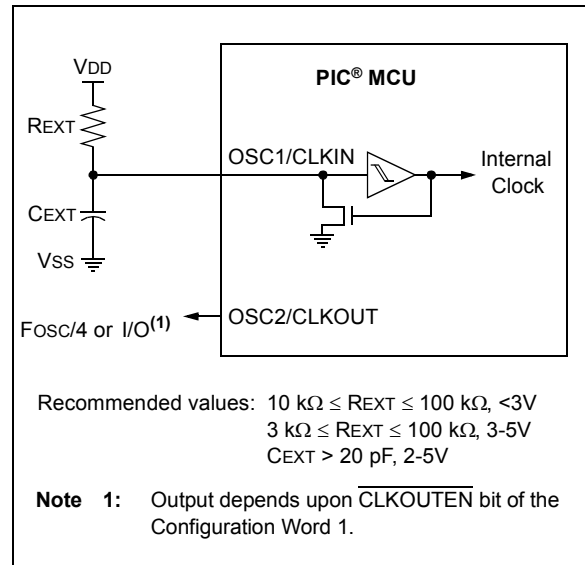 VDD
PIC® MCU
REXT
OSC1/CLKIN
Internal
Clock
CEXT
VSS
FOSC/4 or I/O(1)
OSC2/CLKOUT
Recommended values: 10 kΩ ≤ REXT ≤ 100 kΩ, <3V
3 kΩ ≤ REXT ≤ 100 kΩ, 3-5V
CEXT > 20 pF, 2-5V
Note 1: Output depends upon CLKOUTEN bit of the
Configuration Word 1.